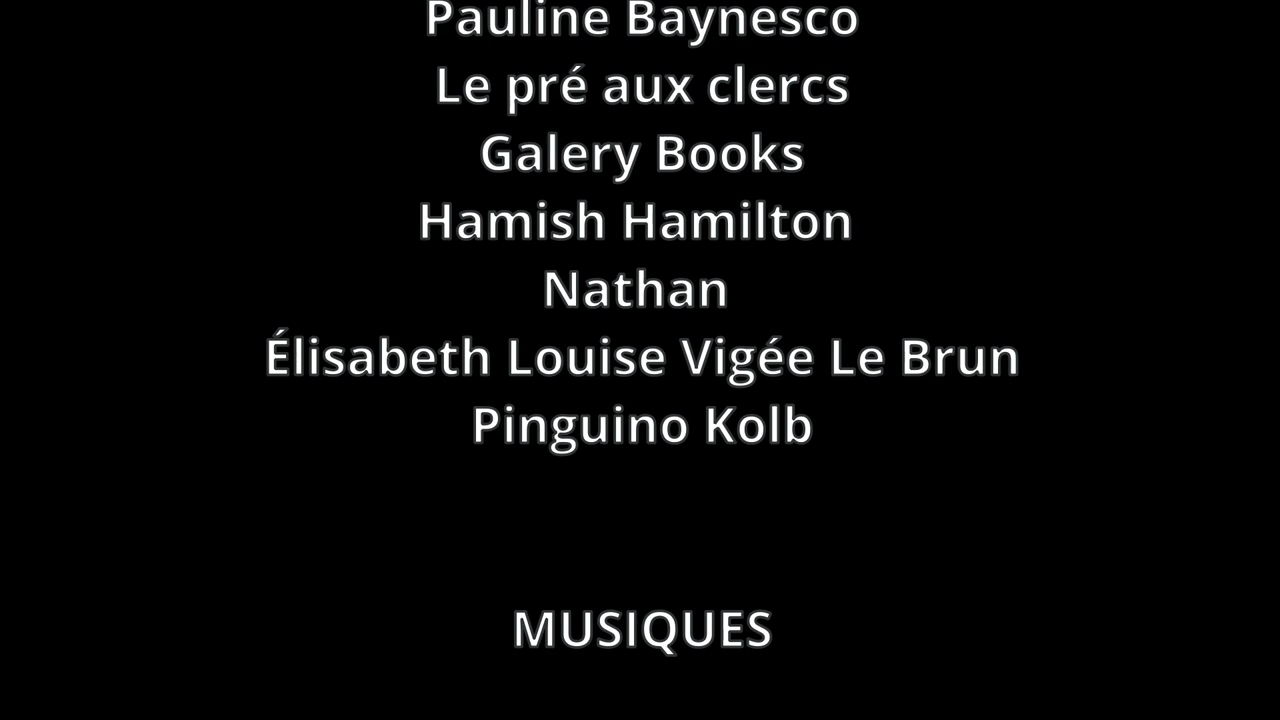 Pauline Baynesco
Le pré aux clercs
Galery Books
Hamish Hamilton
Nathan
Élisabeth Louise Vigée Le Brun
Pinguino Kolb
MUSIQUES